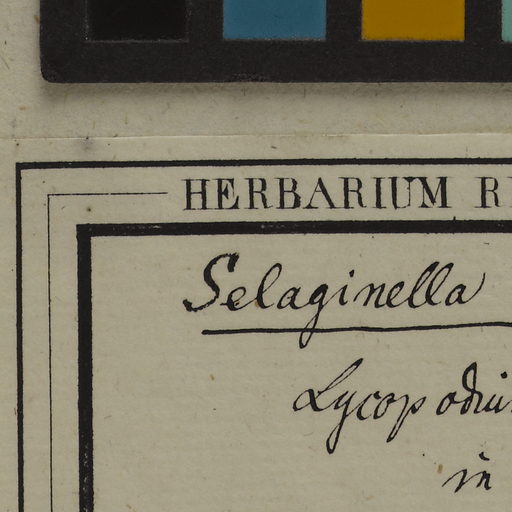 HERBARIUM R
Selaginella
Lycopodiu
in